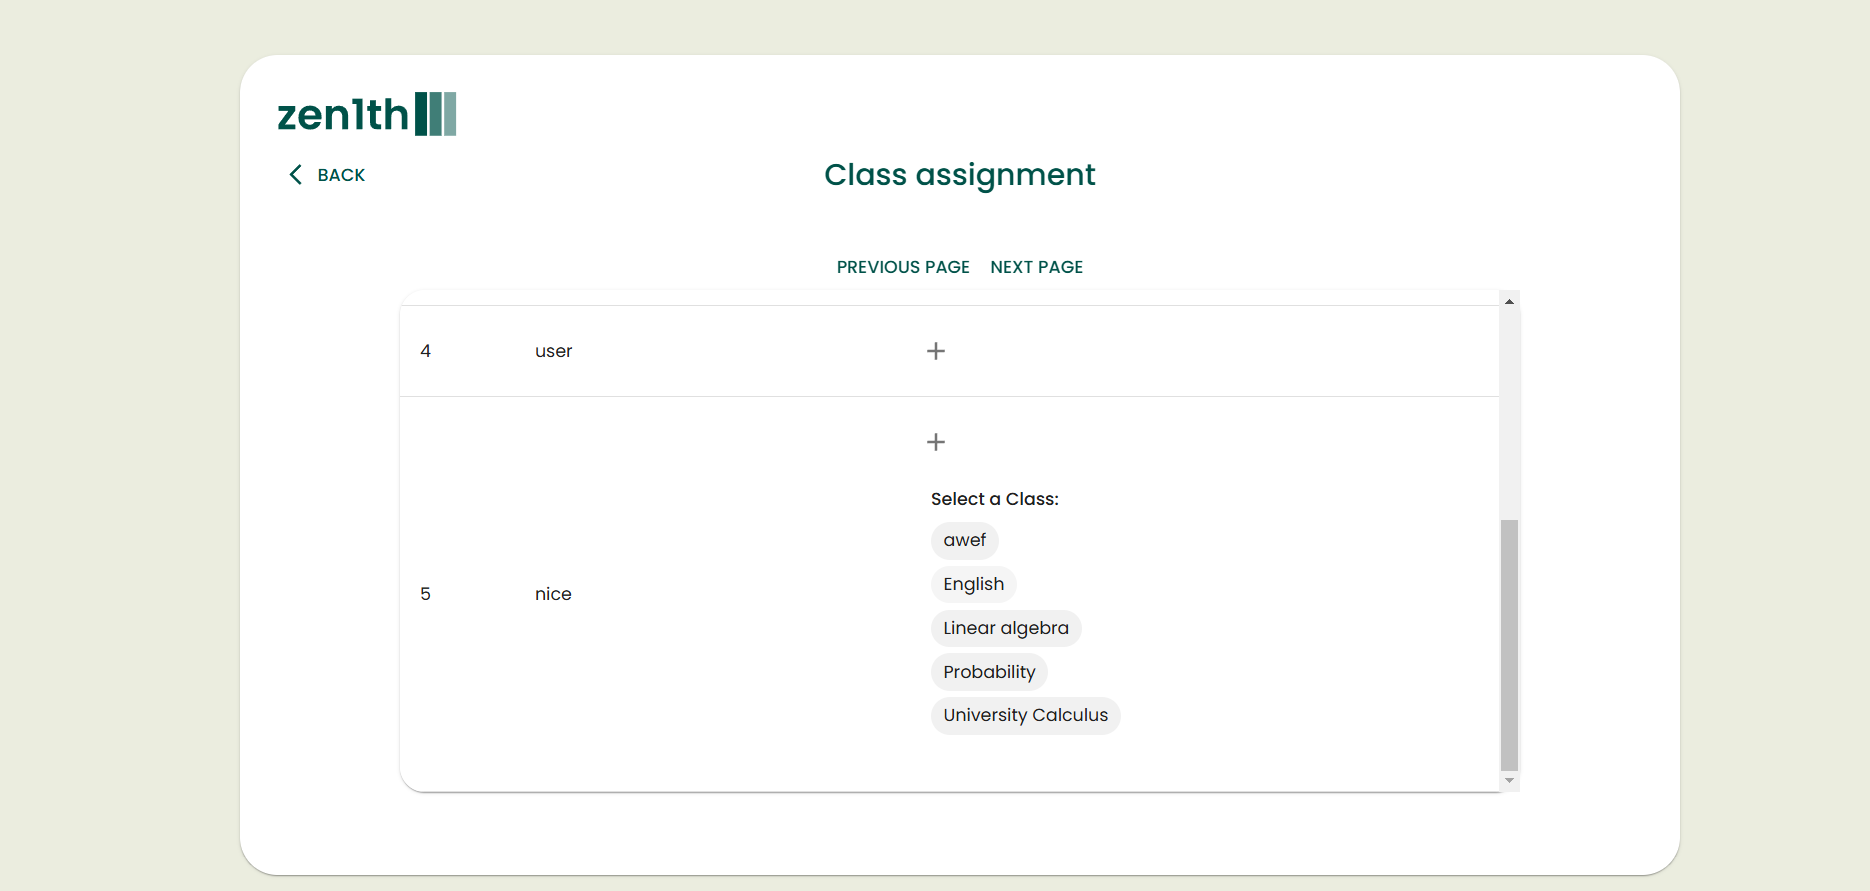 zen1th
BACK
Class assignment
PREVIOUS PAGE NEXT PAGE
4 user +
+
Select a Class:
awef
English
5 nice
Linear algebra
Probability
University Calculus